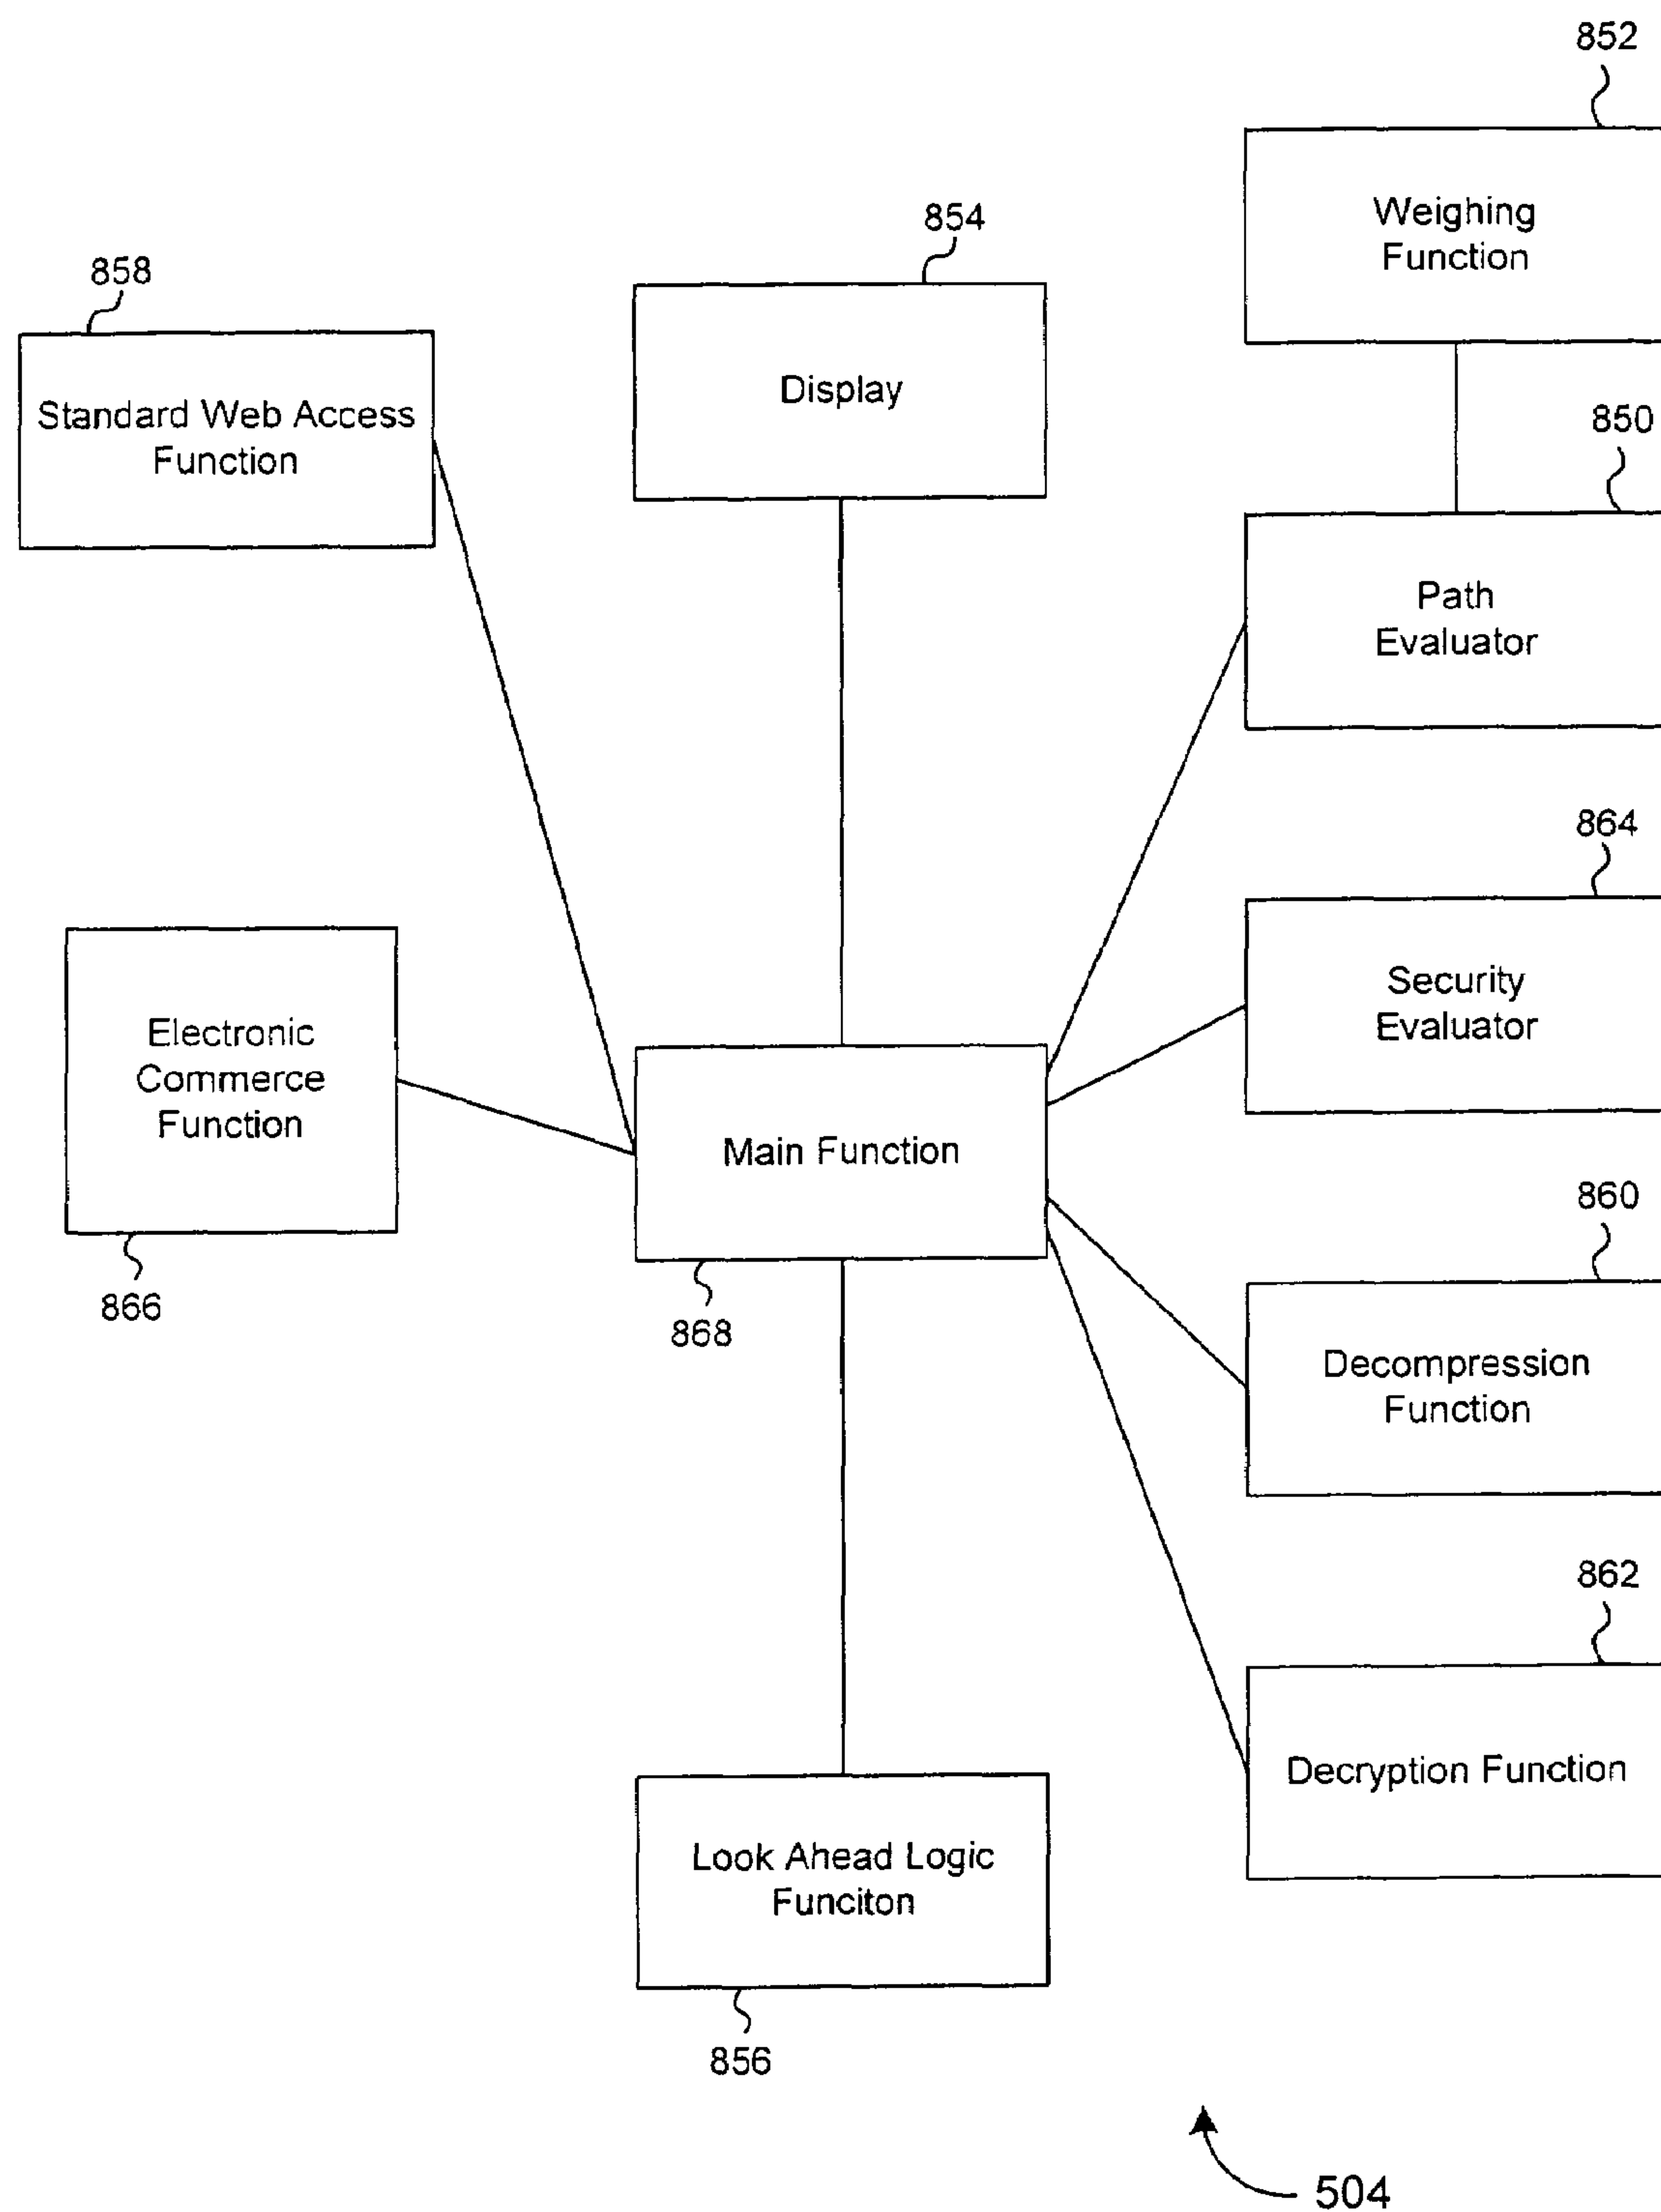 852
Weighing
Function
854
858
Display
Standard Web Access
Function
850
Path
Evaluator
864
Security
Evaluator
Electronic
Commerce
Function
Main Function
866
868
860
Decompression
Function
862
Decryption Function
Look Ahead Logic
Funciton
856
504